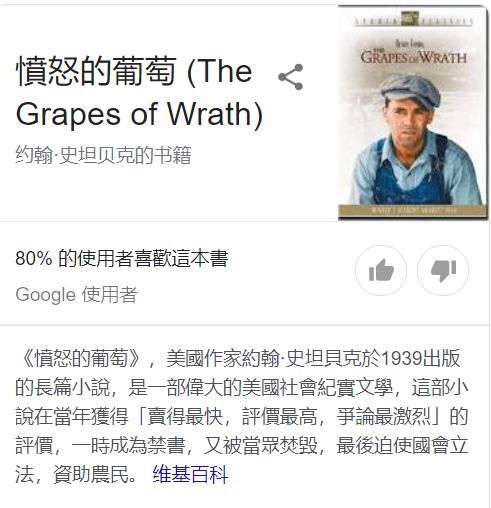 憤怒的葡萄 (The
Grapes of Wrath)
约翰·史坦贝克的书籍
STUDIO CLASSICS
HENRY FONDA
THE
GRAPES OF WRATH
80% 的使用者喜歡這本書
Google 使用者
《憤怒的葡萄》，美國作家約翰·史坦貝克於1939出版
的長篇小說，是一部偉大的美國社會紀實文學，這部小
說在當年獲得「賣得最快，評價最高，爭論最激烈」的
評價，一時成為禁書，又被當眾焚毀，最後迫使國會立
法，資助農民。 维基百科